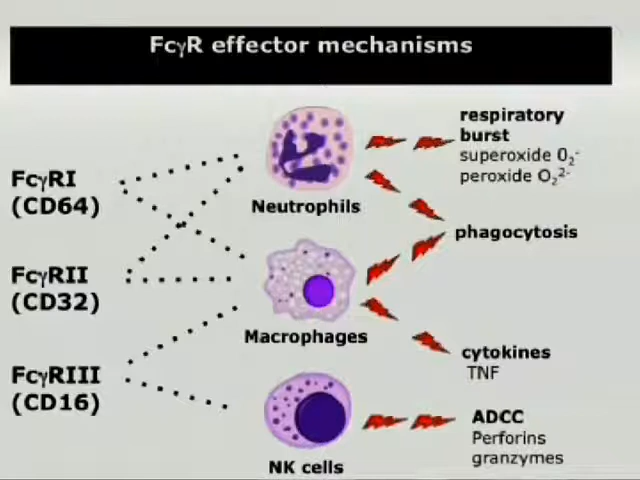 FcγR effector mechanisms
FcγRI
(CD64)
FcγRII
(CD32)
FcγRIII
(CD16)
Neutrophils
Macrophages
NK cells
respiratory
burst
superoxide 0₂⁻
peroxide O₂²⁻
phagocytosis
cytokines
TNF
ADCC
Perforins
granzymes